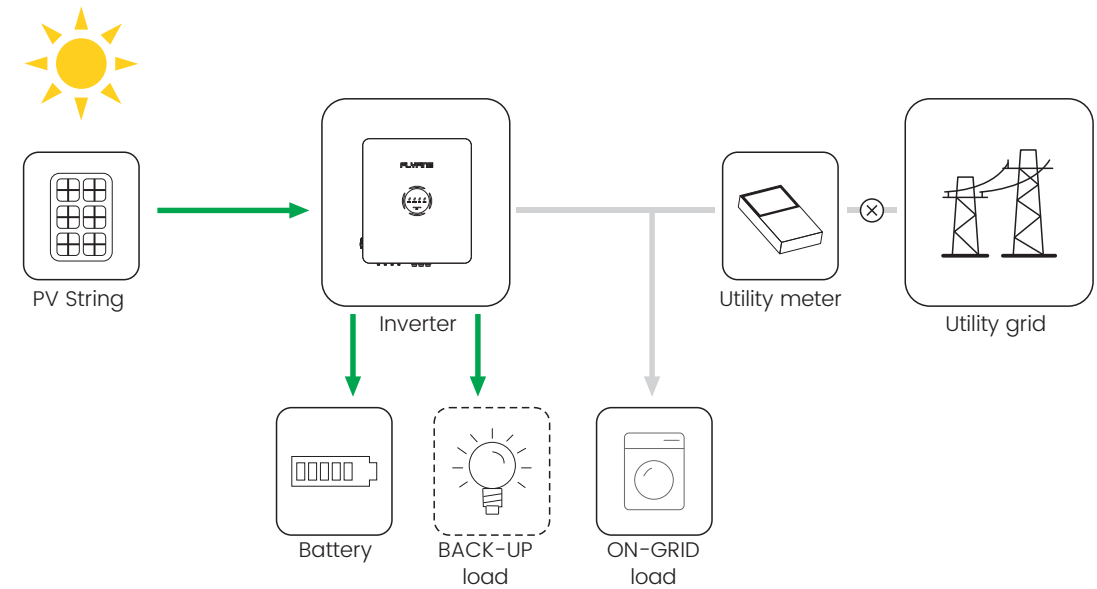 PV String
Inverter
Utility meter
Utility grid
Battery
BACK-UP
load
ON-GRID
load